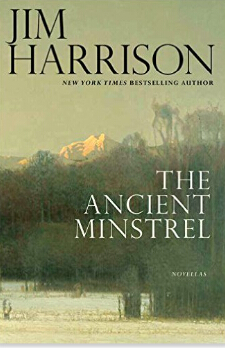 JIM
HARRISON
NEW YORK TIMES BESTSELLING AUTHOR
THE
ANCIENT
MINSTREL
NOVELLAS